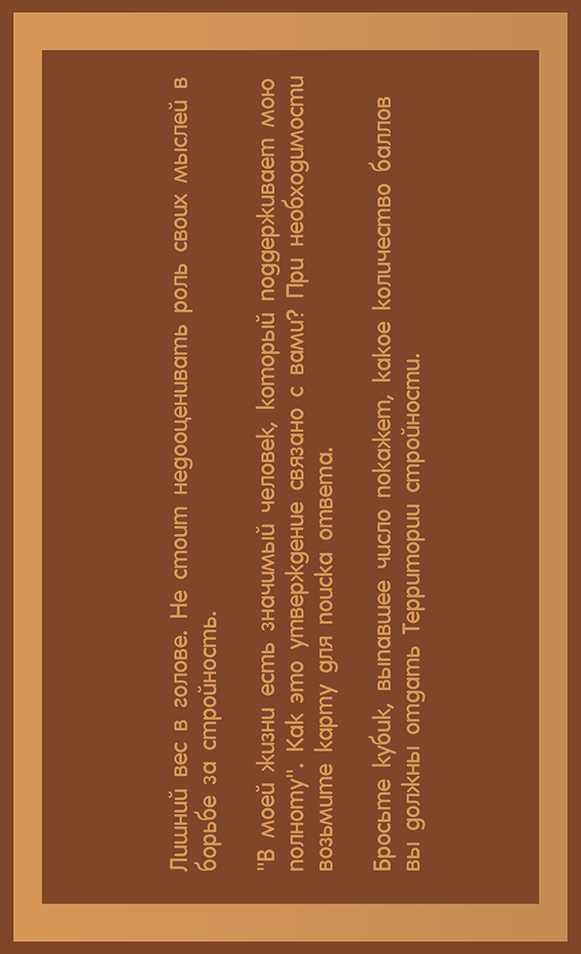 Лишний вес в голове. Не стоит недооценивать роль своих мыслей в
борьбе за стройность.
"В моей жизни есть значимый человек, который поддерживает мою
полноту". Как это утверждение связано с вами? При необходимости
возьмите карту для поиска ответа.
Бросьте кубик, выпавшее число покажет, какое количество баллов
вы должны отдать Территории стройности.